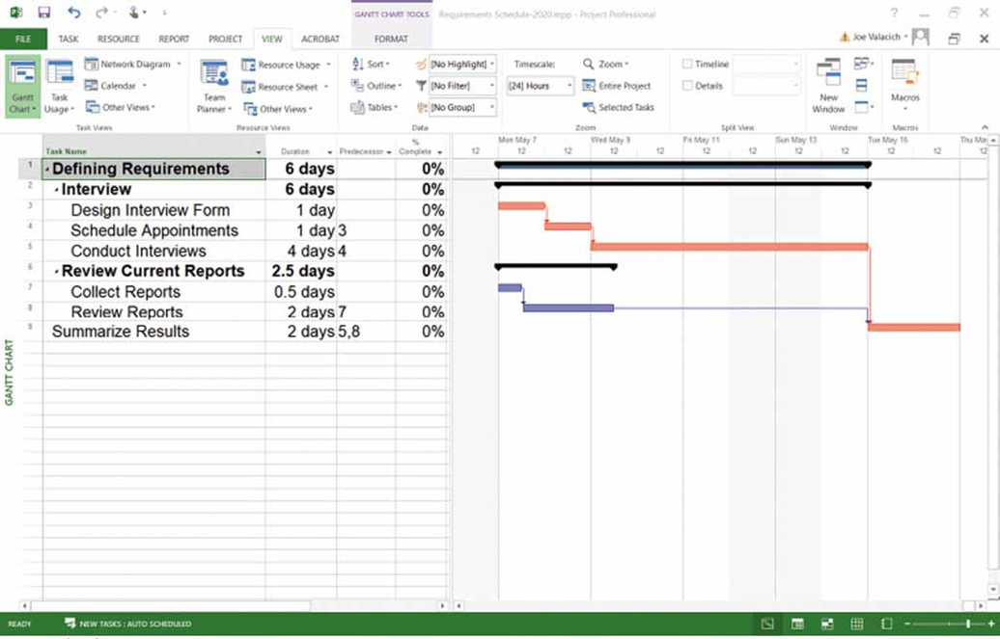 GANTT CHART TOOLS Requirements Schedule-2020.mpp - Project Professional ?
FILE TASK RESOURCE REPORT PROJECT VIEW ACROBAT FORMAT Joe Valacich
Network Diagram Resource Usage Sort [No Highlight] Timescale: Zoom Timeline
Calendar Resource Sheet Outline [No Filter] [24] Hours Entire Project Details
Gantt Chart Task Usage Other Views Team Planner Other Views Tables [No Group] Selected Tasks New Window Macros
Task Views Resource Views Data Zoom Split View Window Macros
Mon May 7 Wed May 9 Fri May 11 Sun May 13 Tue May 15 Thu Ma
Task Name Duration Predecessor % Complete 12 12 12 12 12 12 12 12 12 12 12 12
1 Defining Requirements 6 days 0%
2 Interview 6 days 0%
3 Design Interview Form 1 day 0%
4 Schedule Appointments 1 day 3 0%
5 Conduct Interviews 4 days 4 0%
6 Review Current Reports 2.5 days 0%
7 Collect Reports 0.5 days 0%
8 Review Reports 2 days 7 0%
9 Summarize Results 2 days 5,8 0%
GANTT CHART
READY NEW TASKS : AUTO SCHEDULED